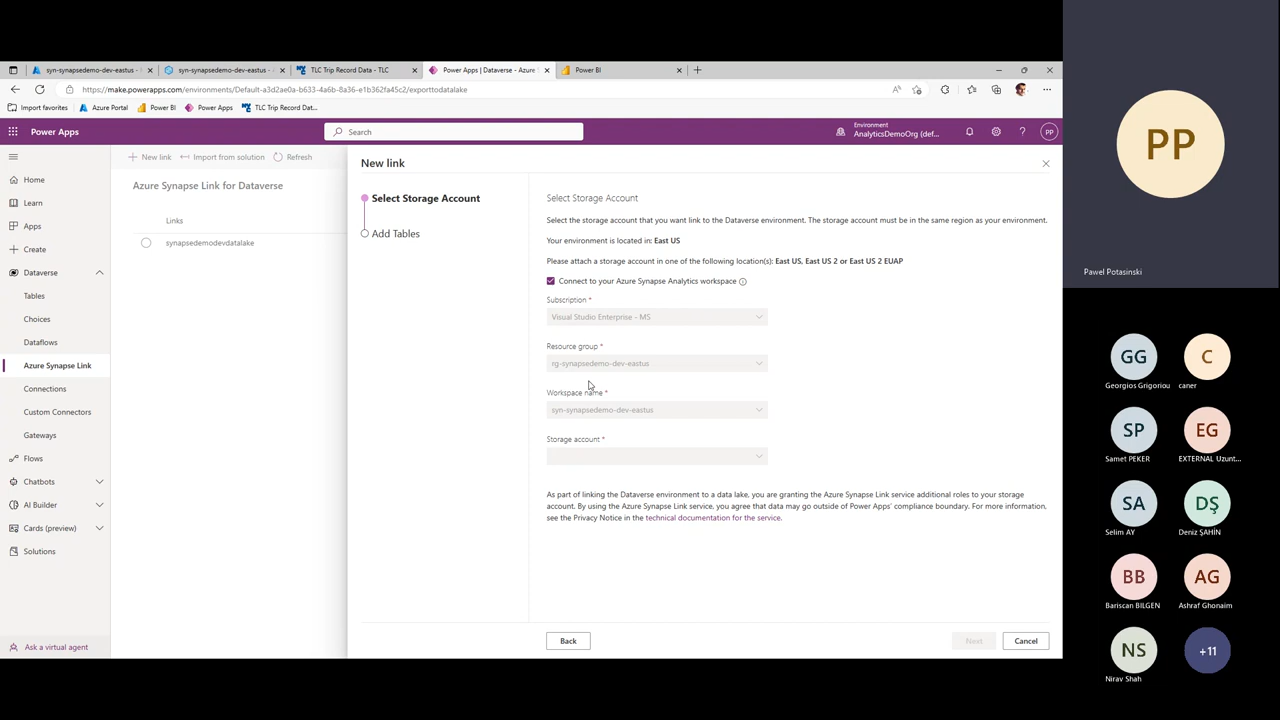 syn-synapsedemo-dev-eastus -
syn-synapsedemo-dev-eastus -
TLC Trip Record Data - TLC
Power Apps | Dataverse - Azure
Power BI
https://make.powerapps.com/environments/Default-a3d2ae0a-b633-4a6b-8a36-e1b362fa45c2/exporttodatalake
Import favorites
Azure Portal
Power BI
Power Apps
TLC Trip Record Dat...
Power Apps
Search
Environment
AnalyticsDemoOrg (def...
PP
New link
Import from solution
Refresh
Home
Learn
Apps
Create
Dataverse
Tables
Choices
Dataflows
Azure Synapse Link
Connections
Custom Connectors
Gateways
Flows
Chatbots
AI Builder
Cards (preview)
Solutions
Ask a virtual agent
Azure Synapse Link for Dataverse
Links
synapsedemodevdatalake
New link
Select Storage Account
Add Tables
Select Storage Account
Select the storage account that you want link to the Dataverse environment. The storage account must be in the same region as your environment.
Your environment is located in: East US
Please attach a storage account in one of the following location(s): East US, East US 2 or East US 2 EUAP
Connect to your Azure Synapse Analytics workspace
Subscription *
Visual Studio Enterprise - MS
Resource group *
rg-synapsedemo-dev-eastus
Workspace name *
syn-synapsedemo-dev-eastus
Storage account *
As part of linking the Dataverse environment to a data lake, you are granting the Azure Synapse Link service additional roles to your storage
account. By using the Azure Synapse Link service, you agree that data may go outside of Power Apps' compliance boundary. For more information,
see the Privacy Notice in the technical documentation for the service.
Back
Next
Cancel
PP
Pawel Potasinski
GG
Georgios Grigoriou
C
caner
SP
Samet PEKER
EG
EXTERNAL Uzunt...
SA
Selim AY
DŞ
Deniz ŞAHİN
BB
Bariscan BILGEN
AG
Ashraf Ghonaim
NS
Nirav Shah
+11